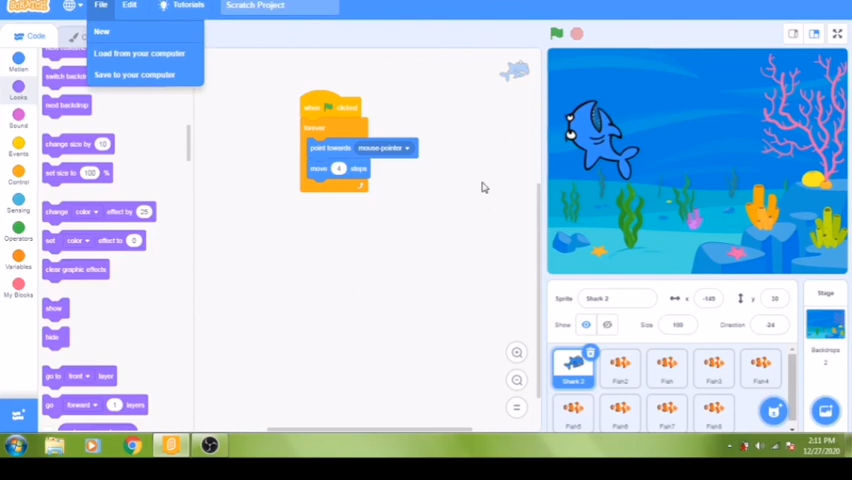 SCRATCH
File
Edit
Tutorials
Scratch Project
New
Load from your computer
Save to your computer
Code
Motion
Looks
Sound
Events
Control
Sensing
Operators
Variables
My Blocks
switch back
next backdrop
change size by 10
set size to 100 %
change color effect by 25
set color effect to 0
clear graphic effects
show
hide
go to front layer
go forward 1 layers
when clicked
forever
point towards mouse-pointer
move 4 steps
Sprite Shark 2 x -149 y 30
Show Size 100 Direction -24
Stage
Backdrops
2
Shark 2
Fish2
Fish
Fish3
Fish4
Fish5
Fish6
Fish7
Fish8
2:11 PM
12/27/2020